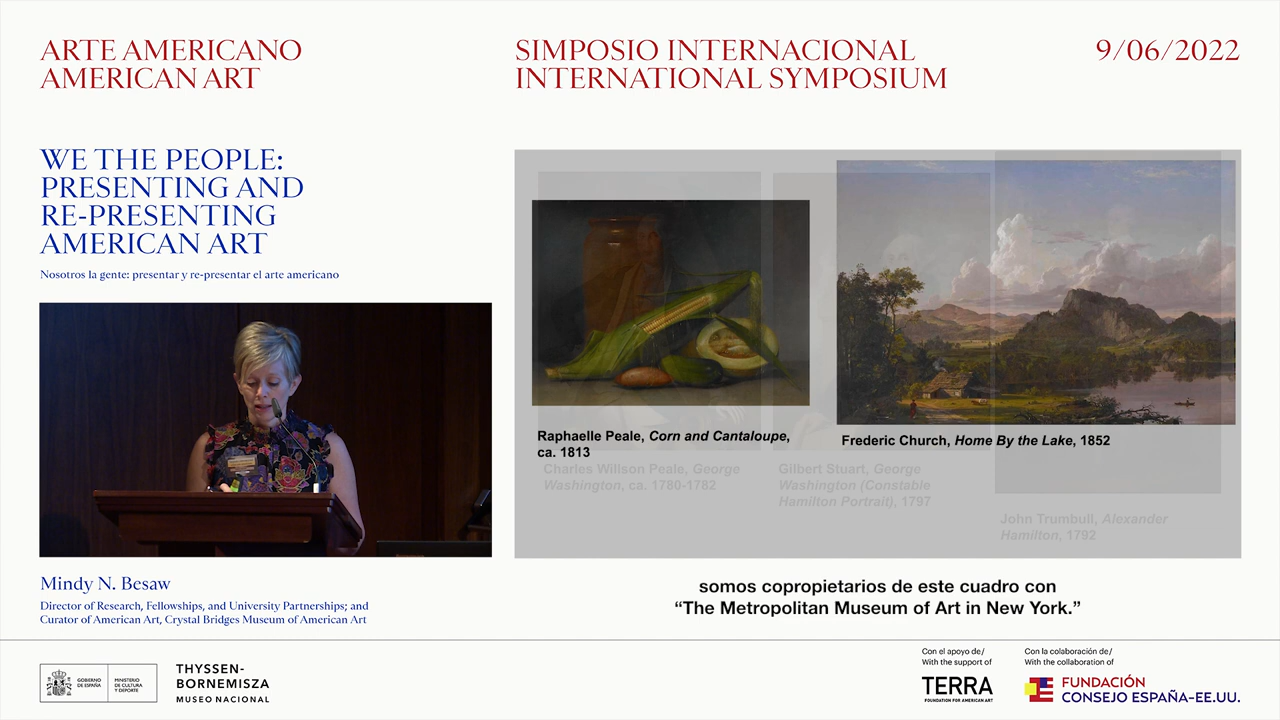 ARTE AMERICANO
AMERICAN ART
SIMPOSIO INTERNACIONAL
INTERNATIONAL SYMPOSIUM
9/06/2022
WE THE PEOPLE:
PRESENTING AND
RE-PRESENTING
AMERICAN ART
Nosotros la gente: presentar y re-presentar el arte americano
Raphaelle Peale, Corn and Cantaloupe,
ca. 1813
Frederic Church, Home By the Lake, 1852
Charles Willson Peale, George
Washington, ca. 1780-1782
Gilbert Stuart, George
Washington (Constable
Hamilton Portrait), 1797
John Trumbull, Alexander
Hamilton, 1792
Mindy N. Besaw
Director of Research, Fellowships, and University Partnerships; and
Curator of American Art, Crystal Bridges Museum of American Art
somos copropietarios de este cuadro con
“The Metropolitan Museum of Art in New York.”
GOBIERNO
DE ESPAÑA
MINISTERIO
DE CULTURA
Y DEPORTE
THYSSEN-
BORNEMISZA
MUSEO NACIONAL
Con el apoyo de/
With the support of
TERRA
FOUNDATION FOR AMERICAN ART
Con la colaboración de/
With the collaboration of
FUNDACIÓN
CONSEJO ESPAÑA-EE.UU.